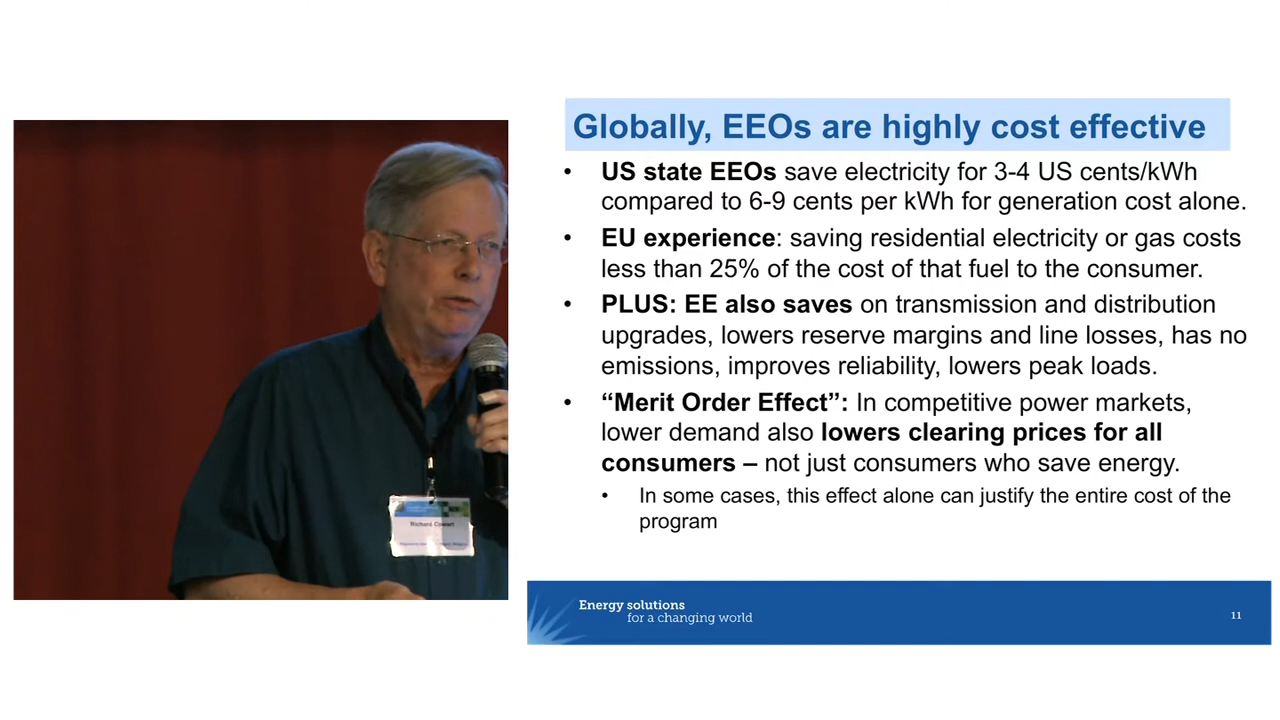 Globally, EEOs are highly cost effective
• US state EEOs save electricity for 3-4 US cents/kWh
compared to 6-9 cents per kWh for generation cost alone.
• EU experience: saving residential electricity or gas costs
less than 25% of the cost of that fuel to the consumer.
• PLUS: EE also saves on transmission and distribution
upgrades, lowers reserve margins and line losses, has no
emissions, improves reliability, lowers peak loads.
• “Merit Order Effect”: In competitive power markets,
lower demand also lowers clearing prices for all
consumers – not just consumers who save energy.
• In some cases, this effect alone can justify the entire cost of the
program
Richard Cowart
Energy solutions
for a changing world
11